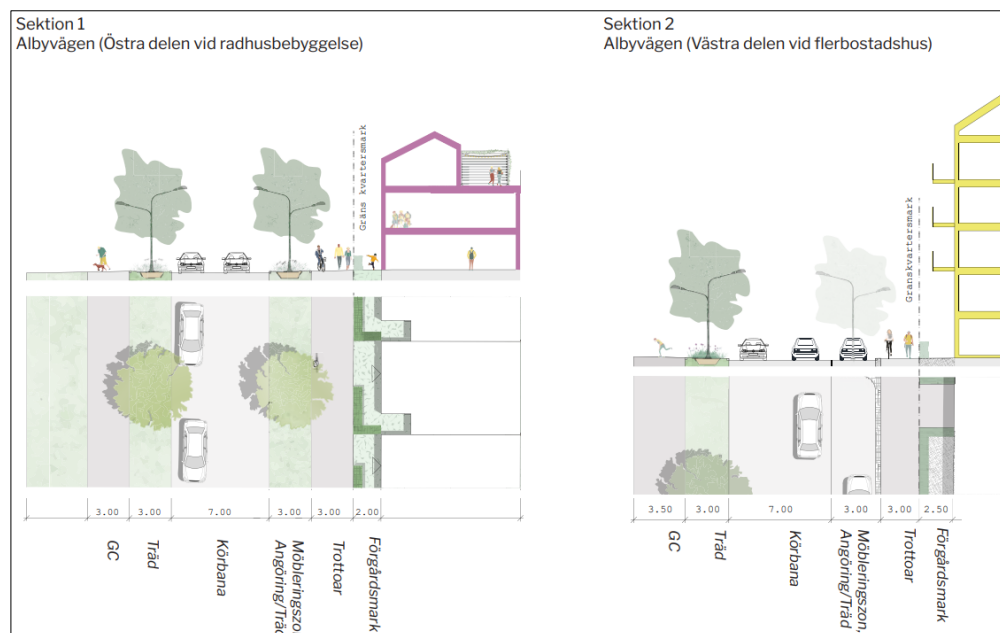 Sektion 1
Albyvägen (Östra delen vid radhusbebyggelse)
Gräns kvartersmark
3.00 3.00 7.00 3.00 3.00 2.00
GC
Träd
Körbana
Möbleringszon,
Angöring/Träd
Trottoar
Förgårdsmark
Sektion 2
Albyvägen (Västra delen vid flerbostadshus)
Gränskvartersmark
3.50 3.00 7.00 3.00 3.00 2.50
GC
Träd
Körbana
Möbleringszon,
Angöring/Träd
Trottoar
Förgårdsmark